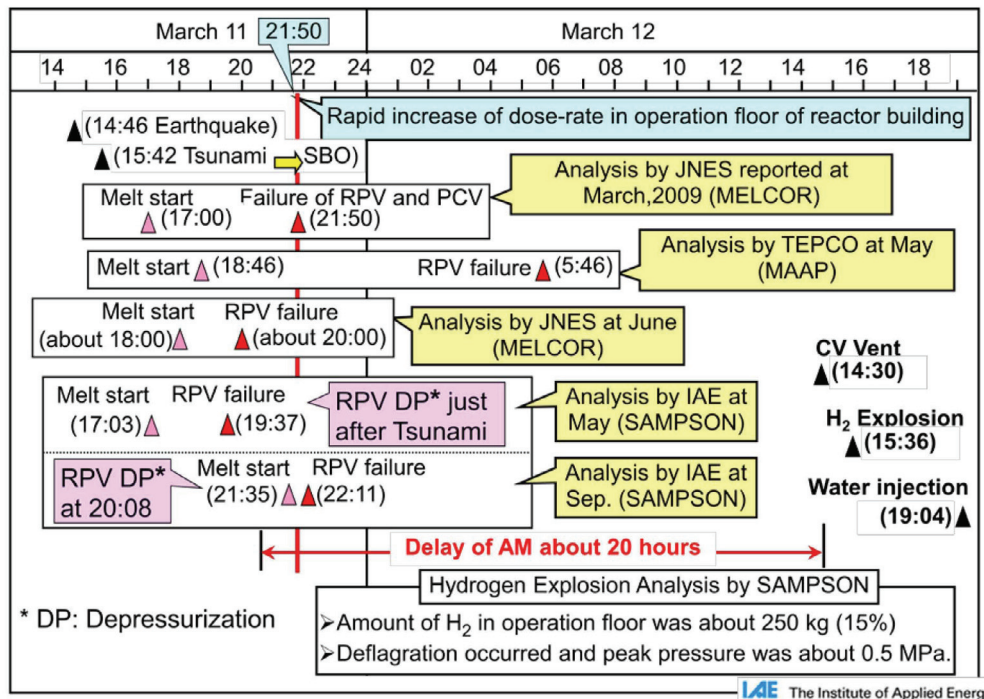 March 11
21:50
March 12
14 16 18 20 22 24 02 04 06 08 10 12 14 16 18
Rapid increase of dose-rate in operation floor of reactor building
(14:46 Earthquake)
(15:42 Tsunami SBO)
Analysis by JNES reported at
March,2009 (MELCOR)
Melt start
(17:00)
Failure of RPV and PCV
(21:50)
Analysis by TEPCO at May
(MAAP)
Melt start (18:46)
RPV failure (5:46)
Melt start
(about 18:00)
RPV failure
(about 20:00)
Analysis by JNES at June
(MELCOR)
CV Vent
(14:30)
Melt start
(17:03)
RPV failure
(19:37)
RPV DP* just
after Tsunami
Analysis by IAE at
May (SAMPSON)
H2 Explosion
(15:36)
RPV DP*
at 20:08
Melt start
(21:35)
RPV failure
(22:11)
Analysis by IAE at
Sep. (SAMPSON)
Water injection
(19:04)
Delay of AM about 20 hours
Hydrogen Explosion Analysis by SAMPSON
* DP: Depressurization
➢Amount of H2 in operation floor was about 250 kg (15%)
➢Deflagration occurred and peak pressure was about 0.5 MPa.
IAE The Institute of Applied Energ